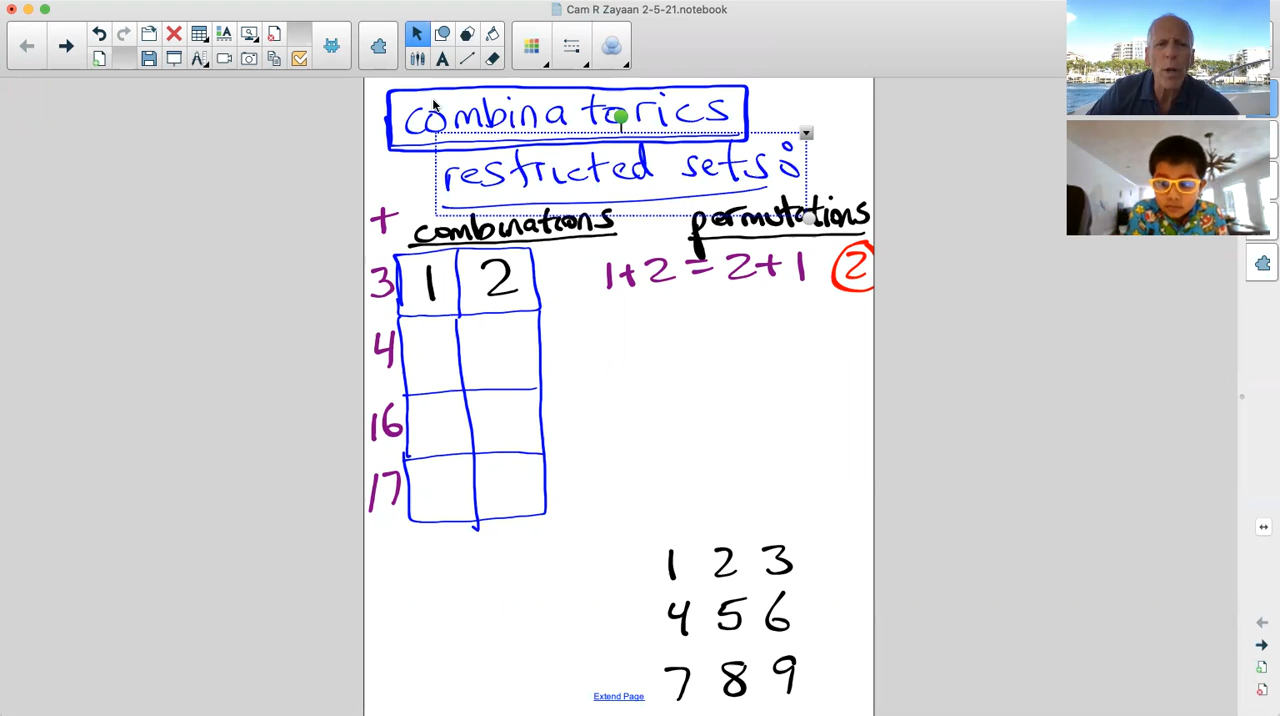 Cam R Zayaan 2-5-21.notebook
combinatorics
restricted sets:
+ combinations permutations
3 1 2 1+2 = 2+1 2
4
16
17
1 2 3
4 5 6
7 8 9
Extend Page